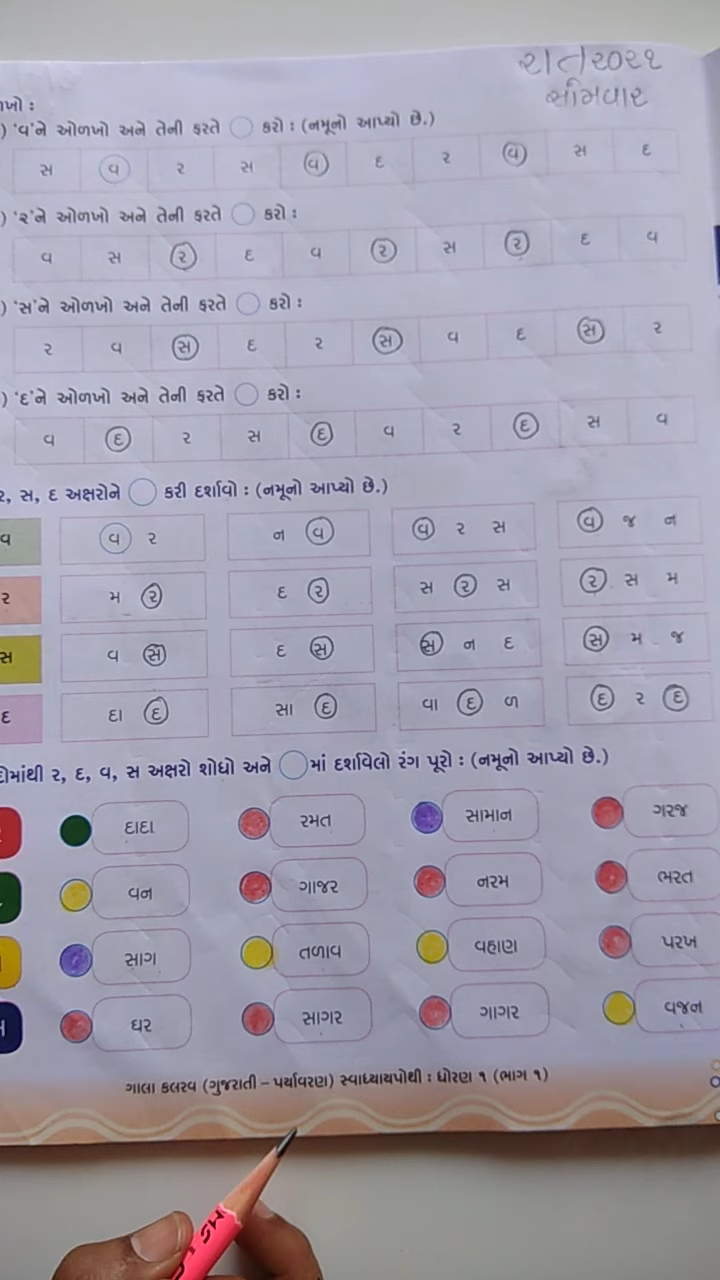 સોમવાર
) 'વ'ને ઓળખો અને તેની ફરતે ○ કરો : (નમૂનો આપ્યો છે.)
સ વ ર સ વ દ ર વ સ દ
) 'ર'ને ઓળખો અને તેની ફરતે ○ કરો :
વ સ ર દ વ ર સ ર દ વ
) 'સ'ને ઓળખો અને તેની ફરતે ○ કરો :
ર વ સ દ ર સ વ દ સ ર
) 'દ'ને ઓળખો અને તેની ફરતે ○ કરો :
વ દ ર સ દ વ ર દ સ વ
ર, સ, દ અક્ષરોને ○ કરી દર્શાવો : (નમૂનો આપ્યો છે.)
વ વ ર ન વ વ ર સ વ જ ન
ર મ ર દ ર સ ર સ ર સ મ
સ વ સ દ સ સ ન દ સ મ જ
દ દા દ સા દ વા દ ળ દ ર દ
ર, દ, વ, સ અક્ષરો શોધો અને ○માં દર્શાવેલો રંગ પૂરો : (નમૂનો આપ્યો છે.)
દાદા રમત સામાન ગરજ
વન ગાજર નરમ ભરત
સાગ તળાવ વહાણ પરખ
ઘર સાગર ગાગર વજન
ગાલા કલરવ (ગુજરાતી – પર્યાવરણ) સ્વાધ્યાયપોથી : ધોરણ ૧ (ભાગ ૧)